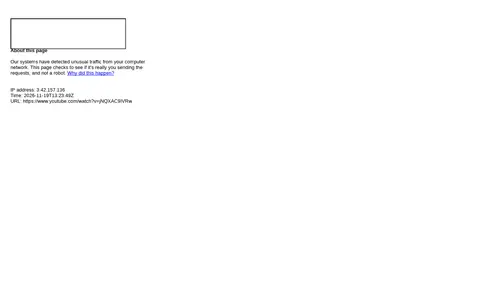 About this page
Our systems have detected unusual traffic from your computer
network. This page checks to see if it's really you sending the
requests, and not a robot. Why did this happen?
IP address: 3.42.157.136
Time: 2026-11-19T13:23:49Z
URL: https://www.youtube.com/watch?v=jNQXAC9IVRw